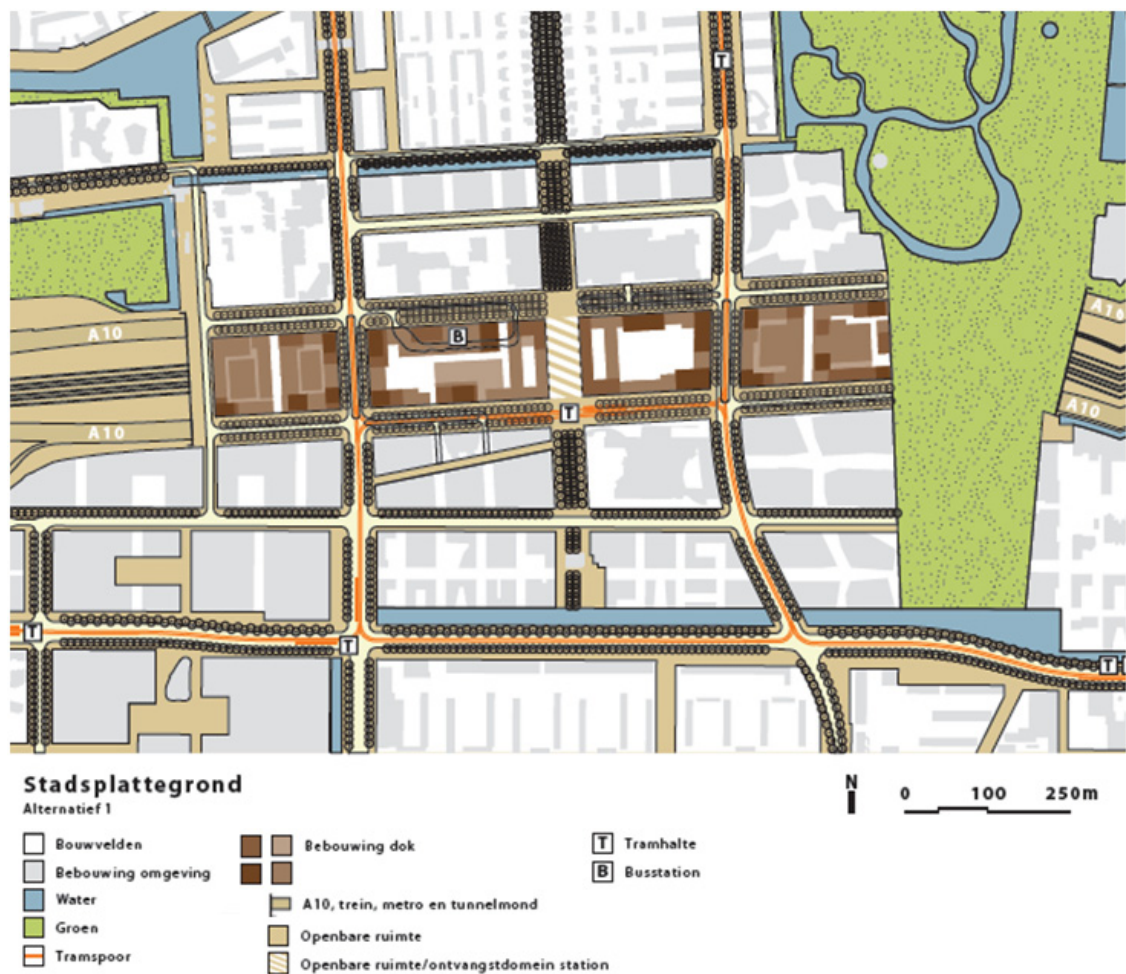 T
A10
A10
B
T
A10
A10
T
T
T
Stadsplattegrond
Alternatief 1
N
0 100 250m
Bouwvelden
Bebouwing omgeving
Water
Groen
Tramspoor
Bebouwing dok
A10, trein, metro en tunnelmond
Openbare ruimte
Openbare ruimte/ontvangstdomein station
T Tramhalte
B Busstation